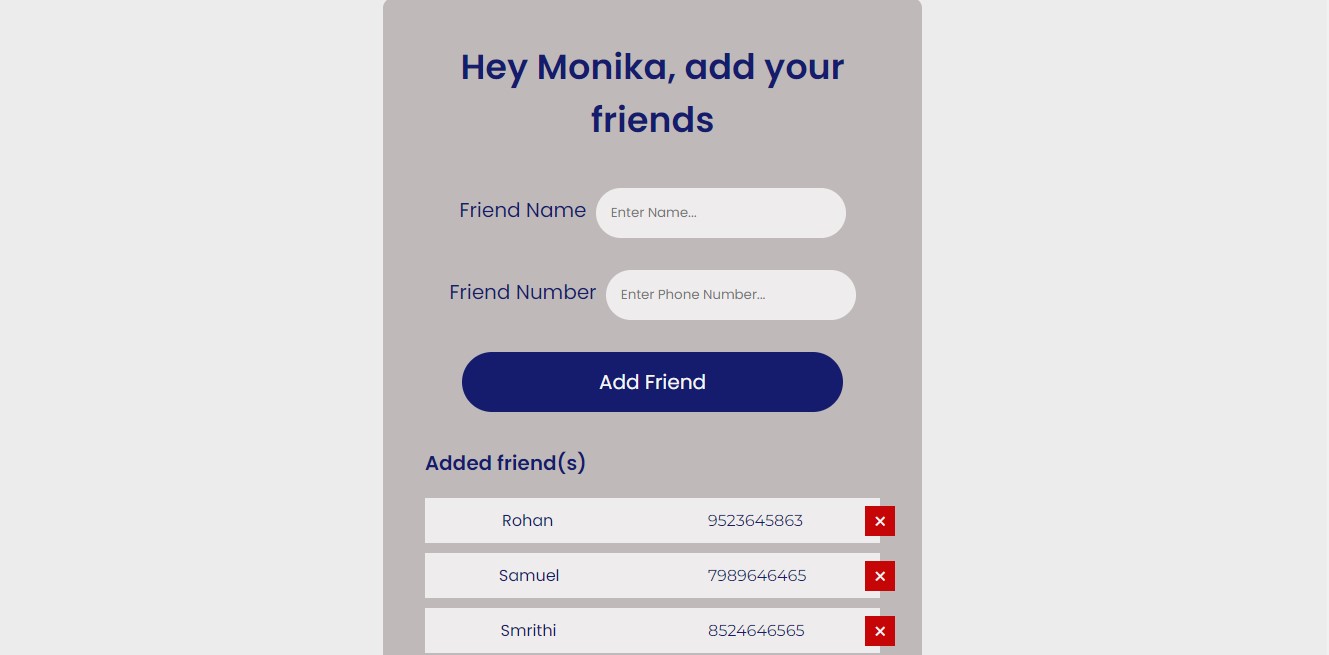 Hey Monika, add your
friends
Friend Name Enter Name...
Friend Number Enter Phone Number...
Add Friend
Added friend(s)
Rohan 9523645863 ×
Samuel 7989646465 ×
Smrithi 8524646565 ×